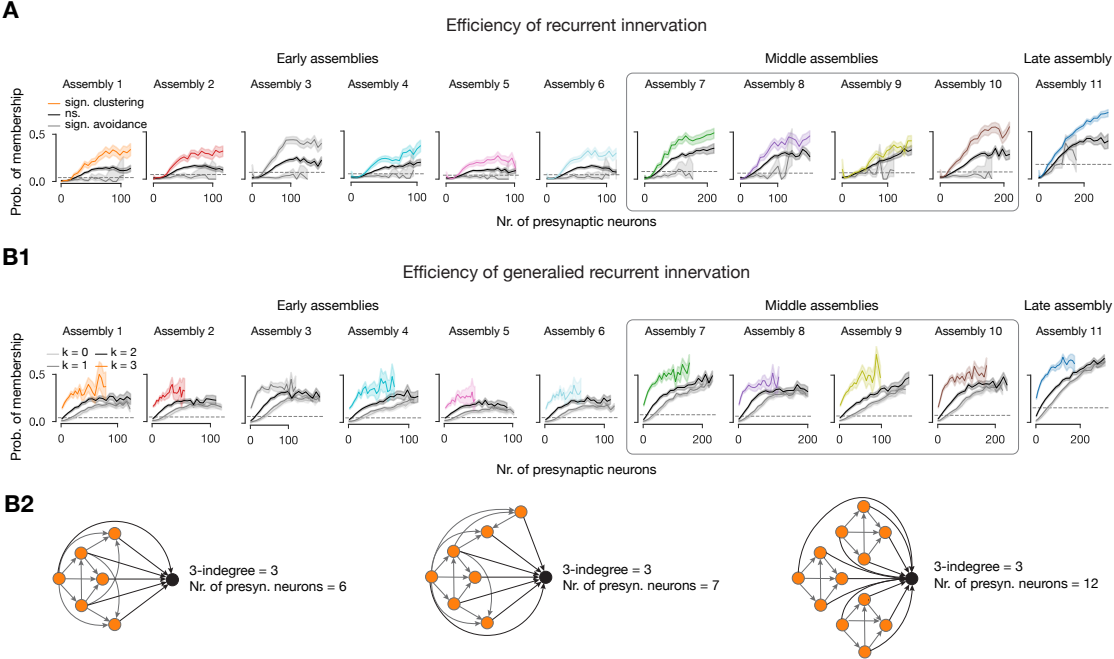 A
Efficiency of recurrent innervation
Early assemblies
Middle assemblies
Late assembly
Assembly 1
Assembly 2
Assembly 3
Assembly 4
Assembly 5
Assembly 6
Assembly 7
Assembly 8
Assembly 9
Assembly 10
Assembly 11
Prob. of membership
sign. clustering
ns.
sign. avoidance
0.5
0.0
0 100
0 100
0 100
0 100
0 100
0 100
0 200
0 100
0 100
0 200
0 200
Nr. of presynaptic neurons
B1
Efficiency of generalied recurrent innervation
Early assemblies
Middle assemblies
Late assembly
Assembly 1
Assembly 2
Assembly 3
Assembly 4
Assembly 5
Assembly 6
Assembly 7
Assembly 8
Assembly 9
Assembly 10
Assembly 11
Prob. of membership
k = 0 k = 2
k = 1 k = 3
0.5
0.0
0 100
0 100
0 100
0 100
0 100
0 100
0 200
0 100
0 100
0 200
0 200
Nr. of presynaptic neurons
B2
3-indegree = 3
Nr. of presyn. neurons = 6
3-indegree = 3
Nr. of presyn. neurons = 7
3-indegree = 3
Nr. of presyn. neurons = 12